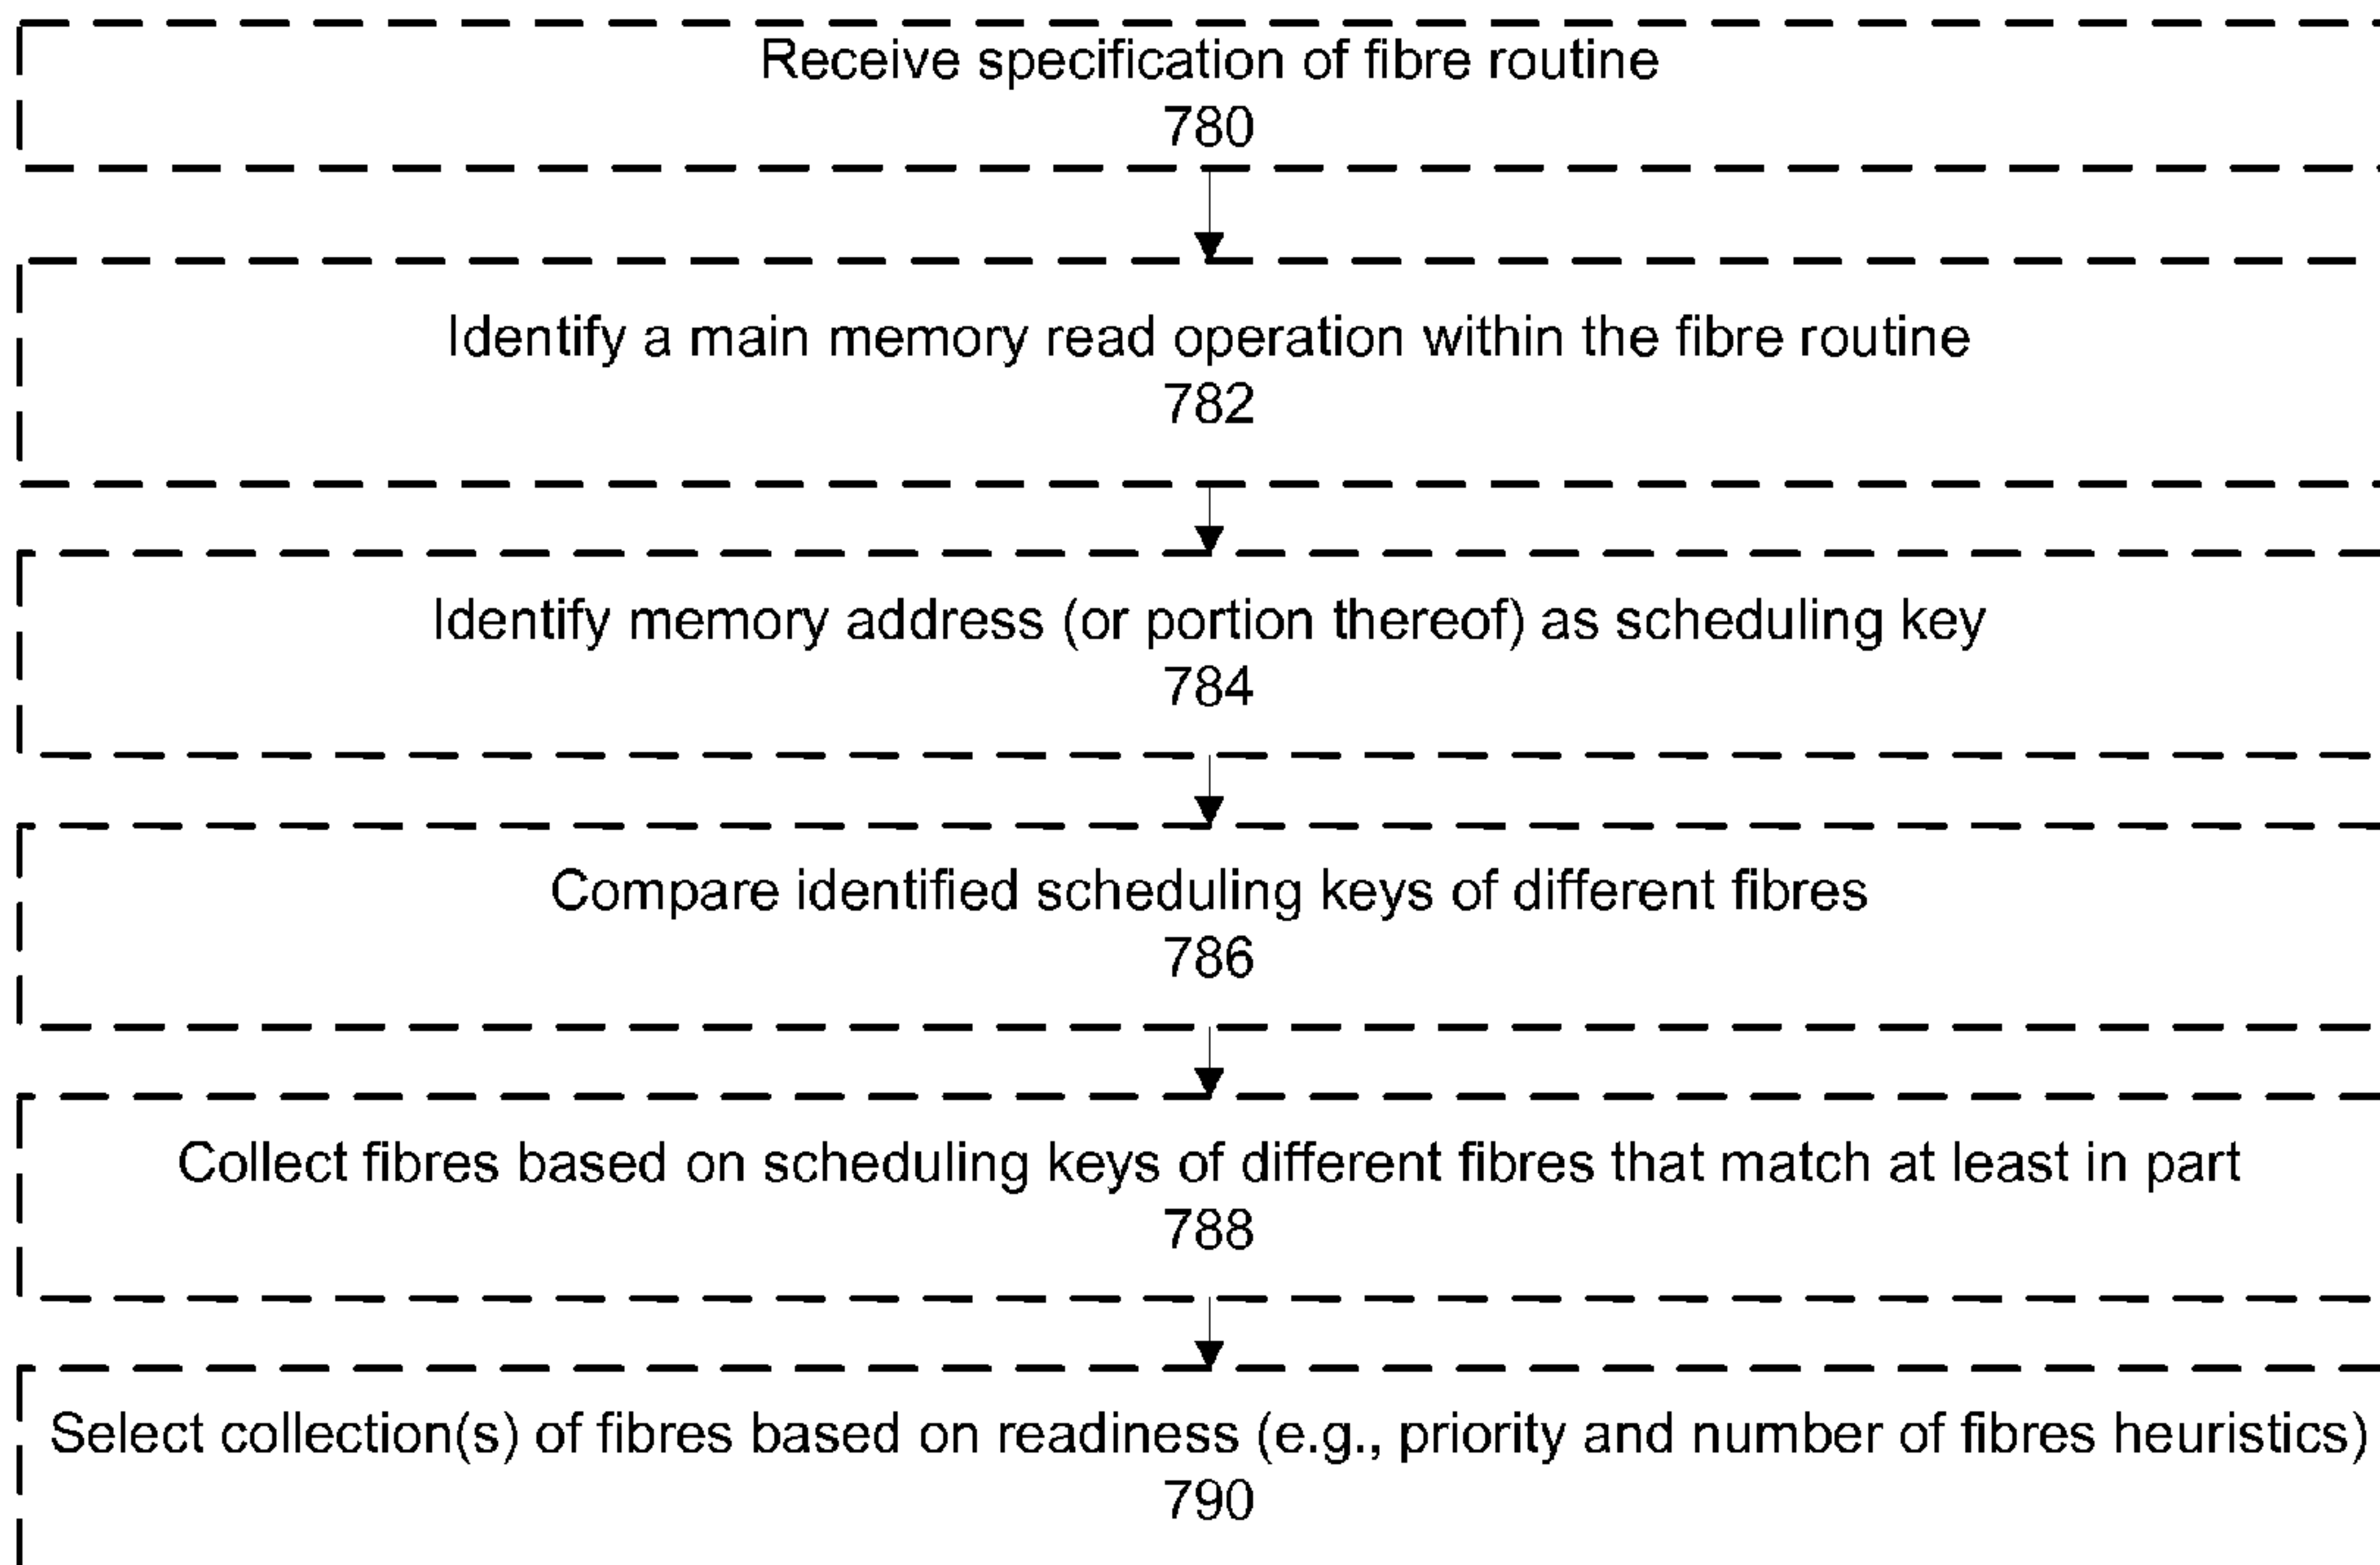 Receive specification of fibre routine
780
Identify a main memory read operation within the fibre routine
782
Identify memory address (or portion thereof) as scheduling key
784
Compare identified scheduling keys of different fibres
786
Collect fibres based on scheduling keys of different fibres that match at least in part
788
Select collection(s) of fibres based on readiness (e.g., priority and number of fibres heuristics)
790